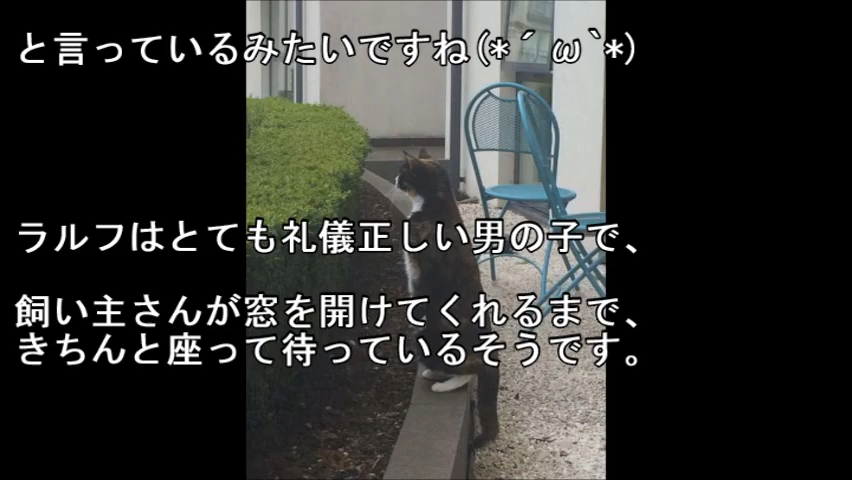 と言っているみたいですね(*´ω`*)
ラルフはとても礼儀正しい男の子で、
飼い主さんが窓を開けてくれるまで、
きちんと座って待っているそうです。